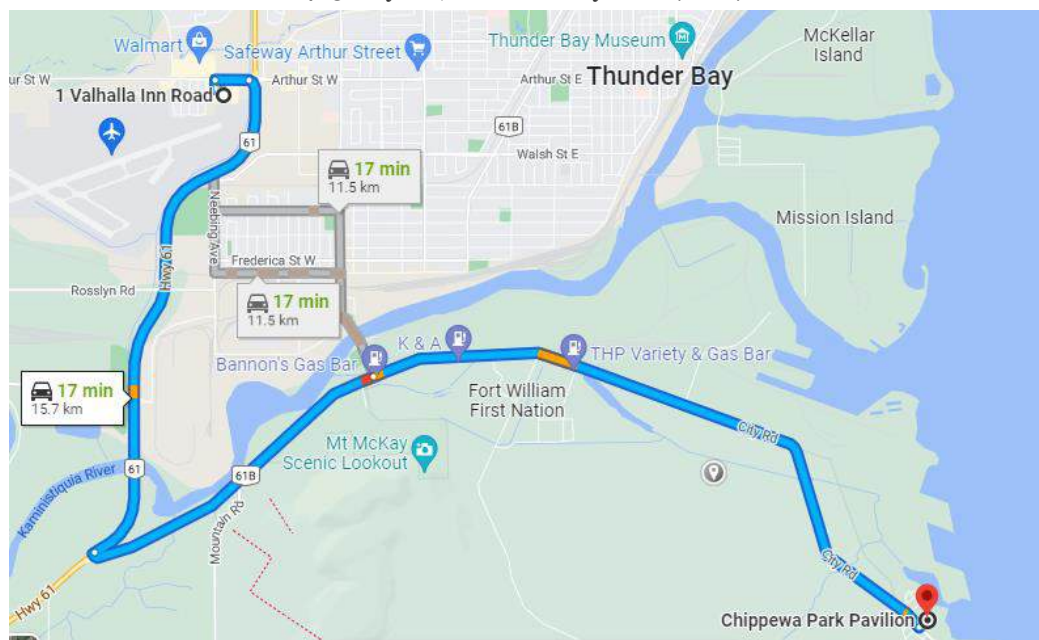 McKellar
Island
Walmart
Safeway Arthur Street
Thunder Bay Museum
ur St W
Arthur St W
Arthur St E
Thunder Bay
1 Valhalla Inn Road
61B
61
Walsh St E
17 min
11.5 km
Neebing Ave
Mission Island
Frederica St W
Hwy 61
Rosslyn Rd
17 min
11.5 km
K & A
THP Variety & Gas Bar
Bannon's Gas Bar
17 min
15.7 km
Fort William
First Nation
City Rd
Mt McKay
Scenic Lookout
61
61B
Kaministiquia River
Mountain Rd
City Rd
Hwy 61
Chippewa Park Pavilion